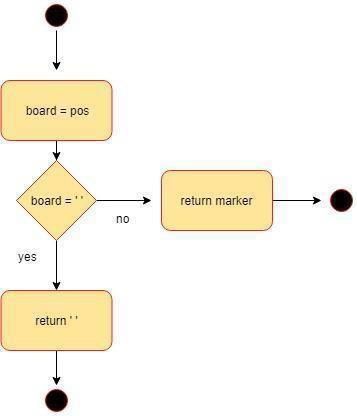 board = pos
board = ' '
no
return marker
yes
return ' '